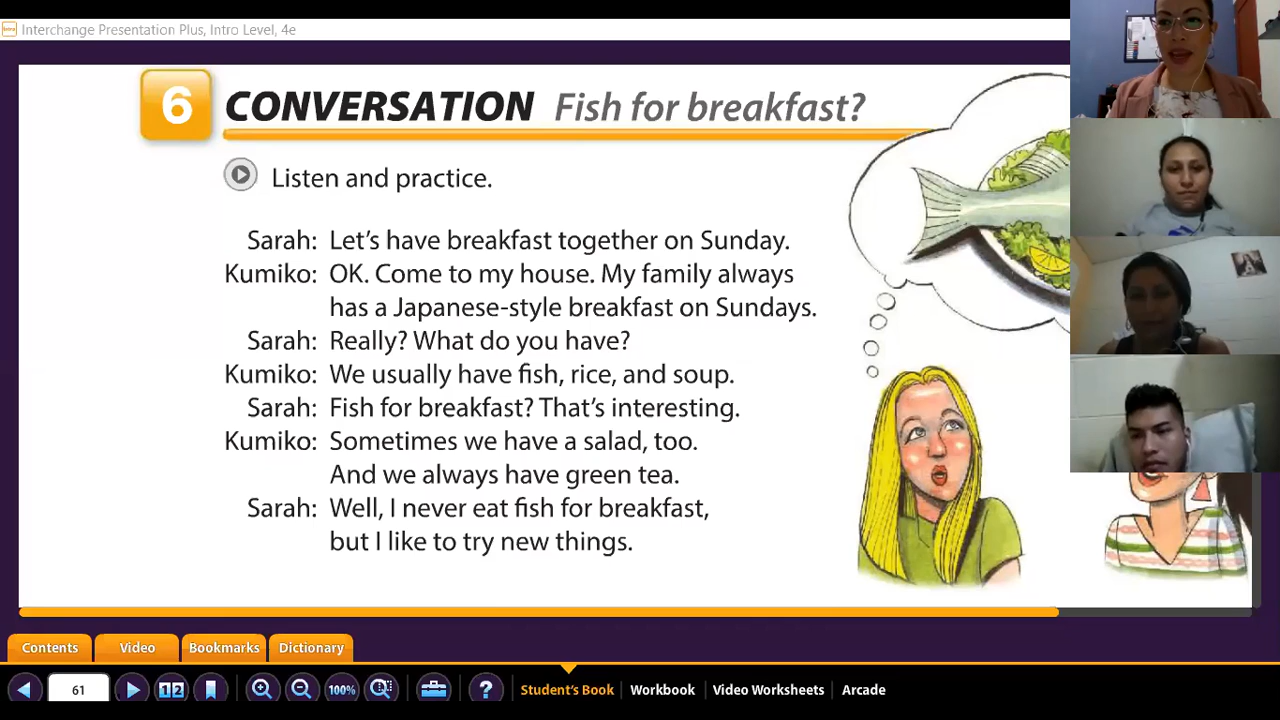 Interchange Presentation Plus, Intro Level, 4e
6 CONVERSATION Fish for breakfast?
Listen and practice.
Sarah: Let's have breakfast together on Sunday.
Kumiko: OK. Come to my house. My family always
has a Japanese-style breakfast on Sundays.
Sarah: Really? What do you have?
Kumiko: We usually have fish, rice, and soup.
Sarah: Fish for breakfast? That's interesting.
Kumiko: Sometimes we have a salad, too.
And we always have green tea.
Sarah: Well, I never eat fish for breakfast,
but I like to try new things.
Contents Video Bookmarks Dictionary
61 12 100% ? Student's Book Workbook Video Worksheets Arcade